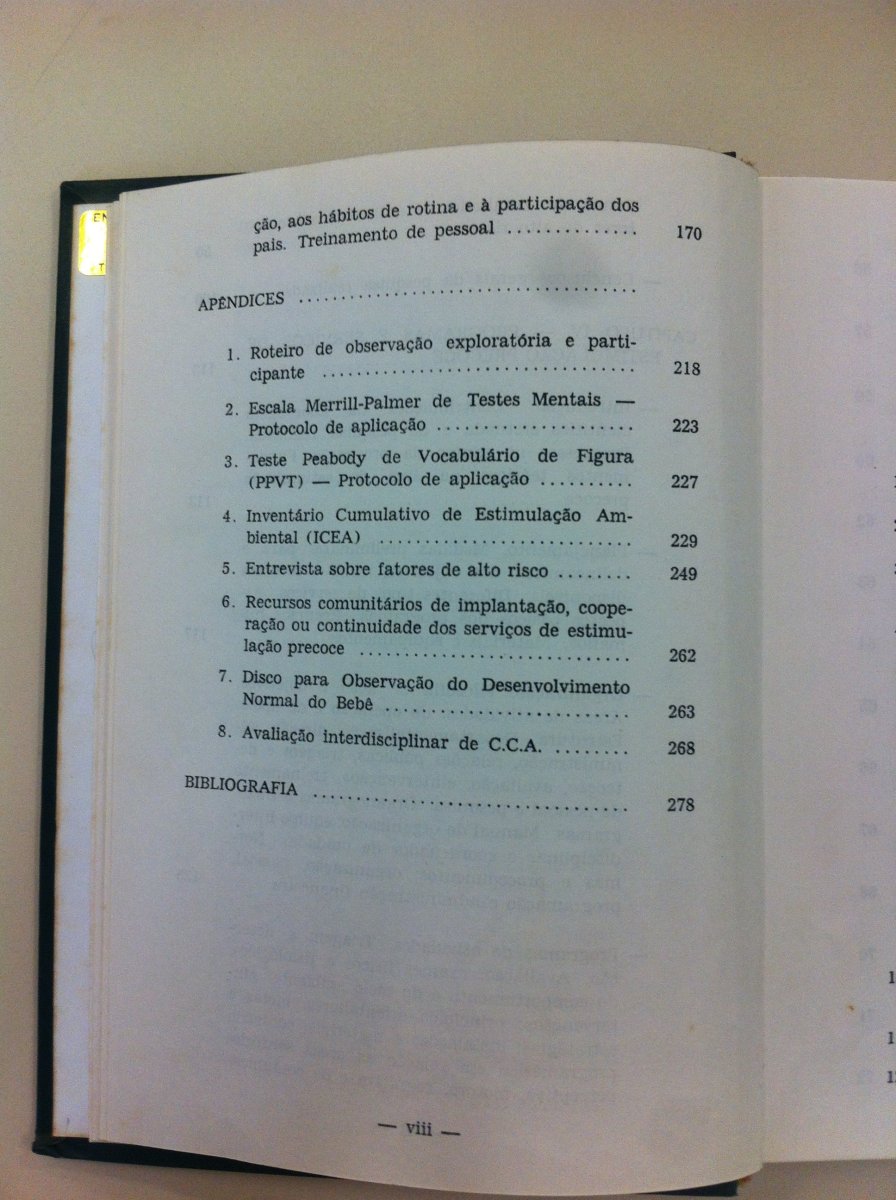 ção, aos hábitos de rotina e à participação dos
pais. Treinamento de pessoal .............. 170
APÊNDICES ....................................
1. Roteiro de observação exploratória e parti-
cipante .................................. 218
2. Escala Merrill-Palmer de Testes Mentais —
Protocolo de aplicação ..................... 223
3. Teste Peabody de Vocabulário de Figura
(PPVT) — Protocolo de aplicação .......... 227
4. Inventário Cumulativo de Estimulação Am-
biental (ICEA) ........................... 229
5. Entrevista sobre fatores de alto risco ........ 249
6. Recursos comunitários de implantação, coope-
ração ou continuidade dos serviços de estimu-
lação precoce ............................. 262
7. Disco para Observação do Desenvolvimento
Normal do Bebê .......................... 263
8. Avaliação interdisciplinar de C.C.A. ........ 268
BIBLIOGRAFIA .................................. 278
— viii —